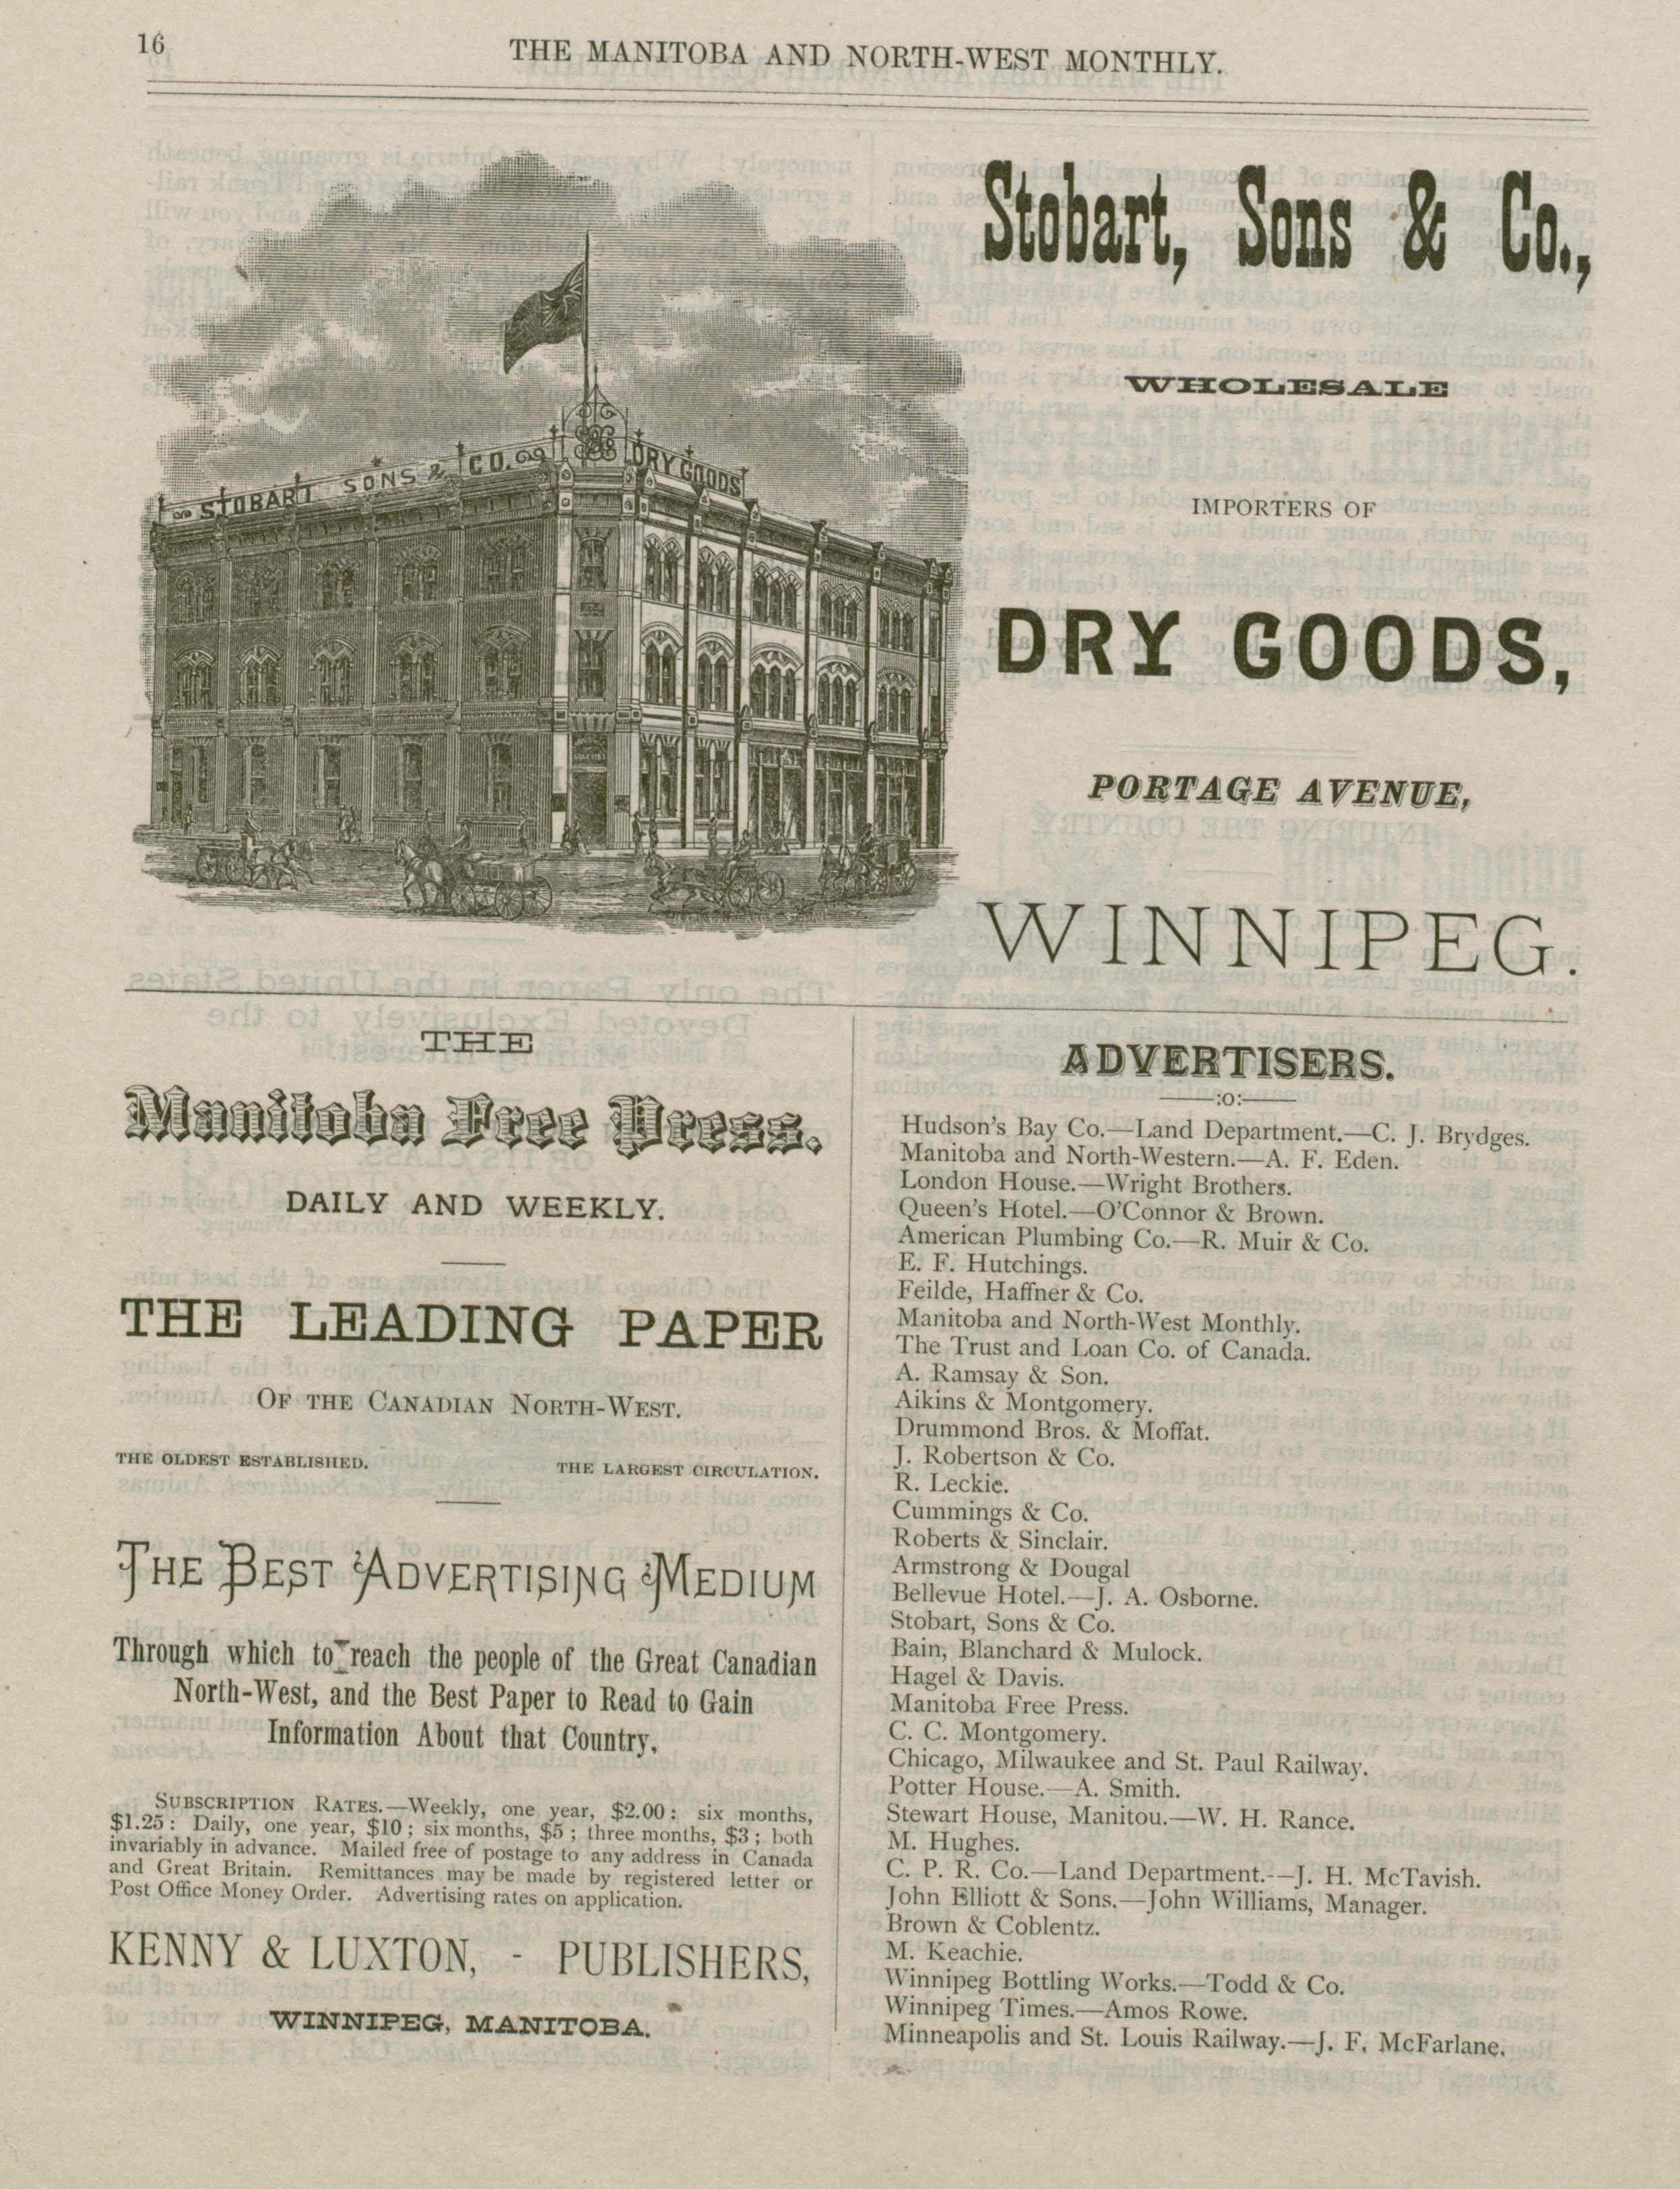 16
THE MANITOBA AND NORTH-WEST MONTHLY.
STOBART SONS & CO.
DRY GOODS
Stobart, Sons & Co.,
WHOLESALE
IMPORTERS OF
DRY GOODS,
PORTAGE AVENUE,
WINNIPEG.
THE
Manitoba Free Press.
DAILY AND WEEKLY.
THE LEADING PAPER
OF THE CANADIAN NORTH-WEST.
THE OLDEST ESTABLISHED. THE LARGEST CIRCULATION.
THE BEST ADVERTISING MEDIUM
Through which to reach the people of the Great Canadian
North-West, and the Best Paper to Read to Gain
Information About that Country.
SUBSCRIPTION RATES.—Weekly, one year, $2.00: six months,
$1.25: Daily, one year, $10; six months, $5; three months, $3; both
invariably in advance. Mailed free of postage to any address in Canada
and Great Britain. Remittances may be made by registered letter or
Post Office Money Order. Advertising rates on application.
KENNY & LUXTON, - PUBLISHERS,
WINNIPEG, MANITOBA.
ADVERTISERS.
:o:
Hudson's Bay Co.—Land Department.—C. J. Brydges.
Manitoba and North-Western.—A. F. Eden.
London House.—Wright Brothers.
Queen's Hotel.—O'Connor & Brown.
American Plumbing Co.—R. Muir & Co.
E. F. Hutchings.
Feilde, Haffner & Co.
Manitoba and North-West Monthly.
The Trust and Loan Co. of Canada.
A. Ramsay & Son.
Aikins & Montgomery.
Drummond Bros. & Moffat.
J. Robertson & Co.
R. Leckie.
Cummings & Co.
Roberts & Sinclair.
Armstrong & Dougal
Bellevue Hotel.—J. A. Osborne.
Stobart, Sons & Co.
Bain, Blanchard & Mulock.
Hagel & Davis.
Manitoba Free Press.
C. C. Montgomery.
Chicago, Milwaukee and St. Paul Railway.
Potter House.—A. Smith.
Stewart House, Manitou.—W. H. Rance.
M. Hughes.
C. P. R. Co.—Land Department.--J. H. McTavish.
John Elliott & Sons.—John Williams, Manager.
Brown & Coblentz.
M. Keachie.
Winnipeg Bottling Works.—Todd & Co.
Winnipeg Times.—Amos Rowe.
Minneapolis and St. Louis Railway.—J. F. McFarlane.